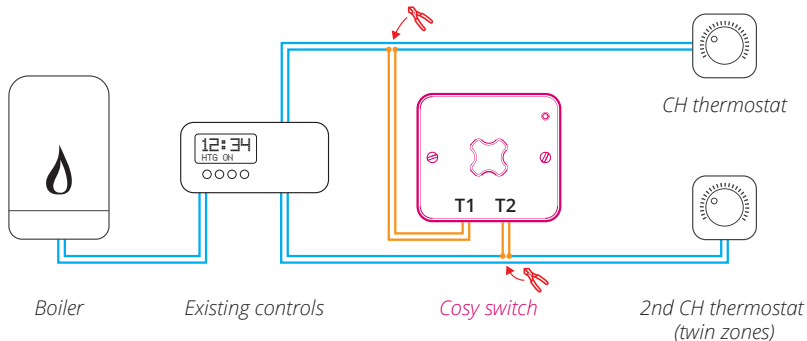 CH thermostat
12:34
HTG ON
T1 T2
Boiler
Existing controls
Cosy switch
2nd CH thermostat
(twin zones)